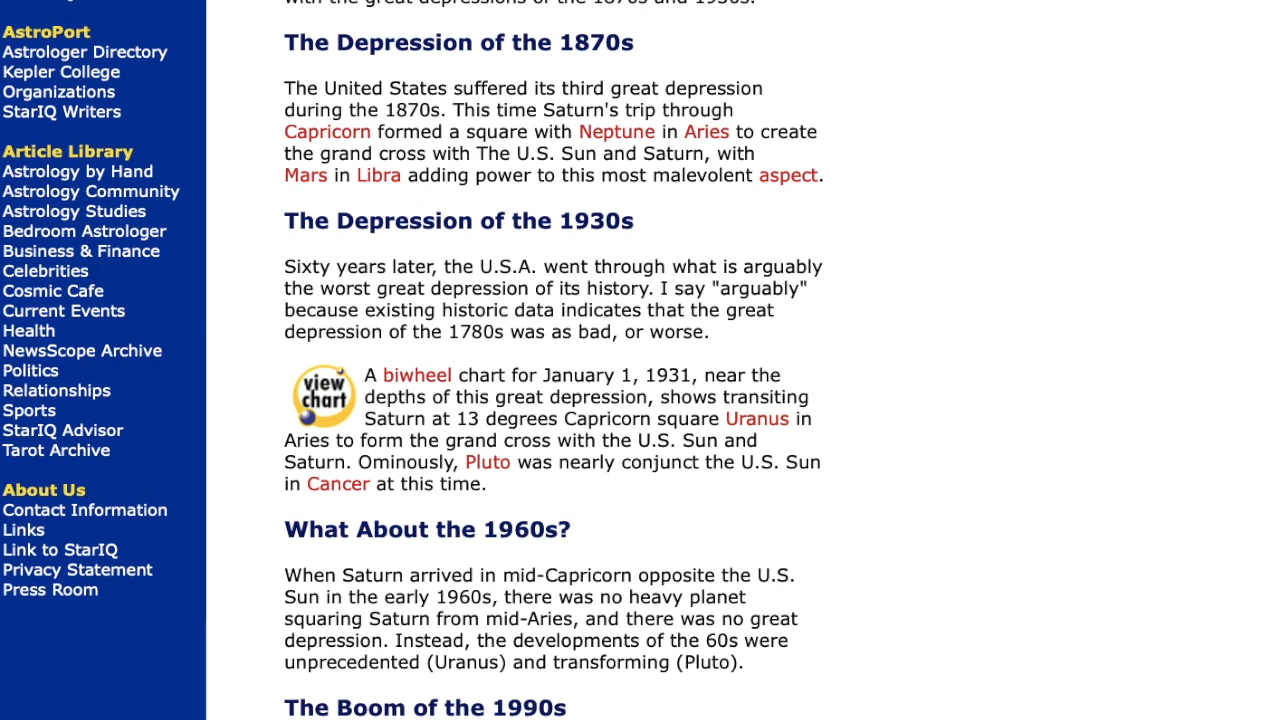 AstroPort
Astrologer Directory
Kepler College
Organizations
StarIQ Writers
Article Library
Astrology by Hand
Astrology Community
Astrology Studies
Bedroom Astrologer
Business & Finance
Celebrities
Cosmic Cafe
Current Events
Health
NewsScope Archive
Politics
Relationships
Sports
StarIQ Advisor
Tarot Archive
About Us
Contact Information
Links
Link to StarIQ
Privacy Statement
Press Room
with the great depressions of the 1870s and 1930s.
The Depression of the 1870s
The United States suffered its third great depression
during the 1870s. This time Saturn's trip through
Capricorn formed a square with Neptune in Aries to create
the grand cross with The U.S. Sun and Saturn, with
Mars in Libra adding power to this most malevolent aspect.
The Depression of the 1930s
Sixty years later, the U.S.A. went through what is arguably
the worst great depression of its history. I say "arguably"
because existing historic data indicates that the great
depression of the 1780s was as bad, or worse.
view
chart
A biwheel chart for January 1, 1931, near the
depths of this great depression, shows transiting
Saturn at 13 degrees Capricorn square Uranus in
Aries to form the grand cross with the U.S. Sun and
Saturn. Ominously, Pluto was nearly conjunct the U.S. Sun
in Cancer at this time.
What About the 1960s?
When Saturn arrived in mid-Capricorn opposite the U.S.
Sun in the early 1960s, there was no heavy planet
squaring Saturn from mid-Aries, and there was no great
depression. Instead, the developments of the 60s were
unprecedented (Uranus) and transforming (Pluto).
The Boom of the 1990s